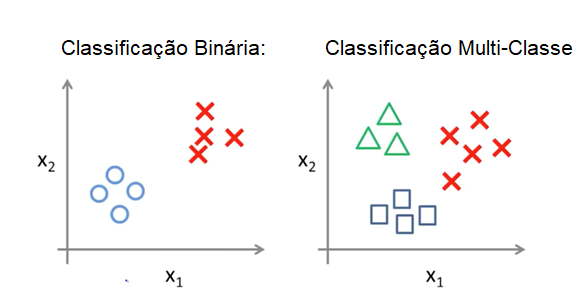 Classificação Binária:
Classificação Multi-Classe
x₂
x₁
x₂
x₁